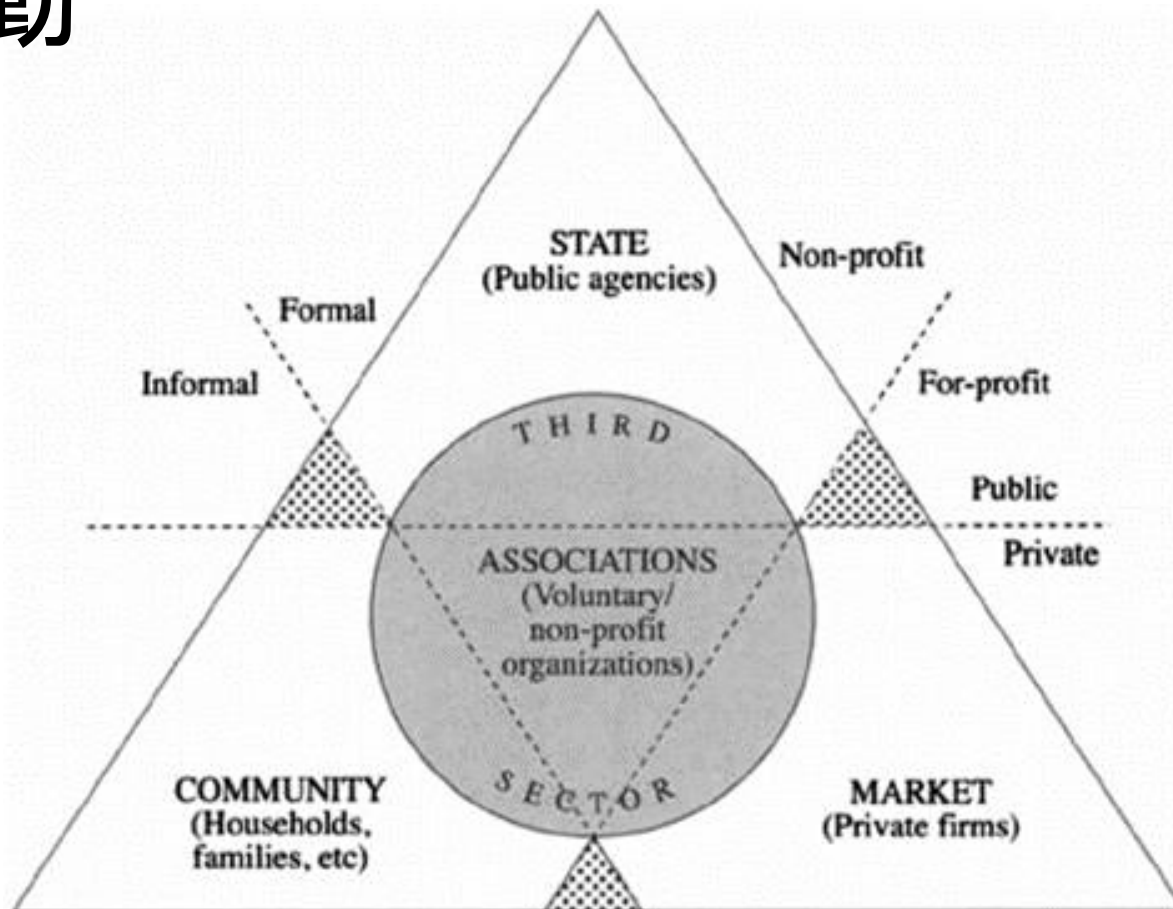 動
STATE
(Public agencies)
Non-profit
Formal
Informal
For-profit
THIRD
Public
Private
ASSOCIATIONS
(Voluntary/
non-profit
organizations)
SECTOR
COMMUNITY
(Households,
families, etc)
MARKET
(Private firms)